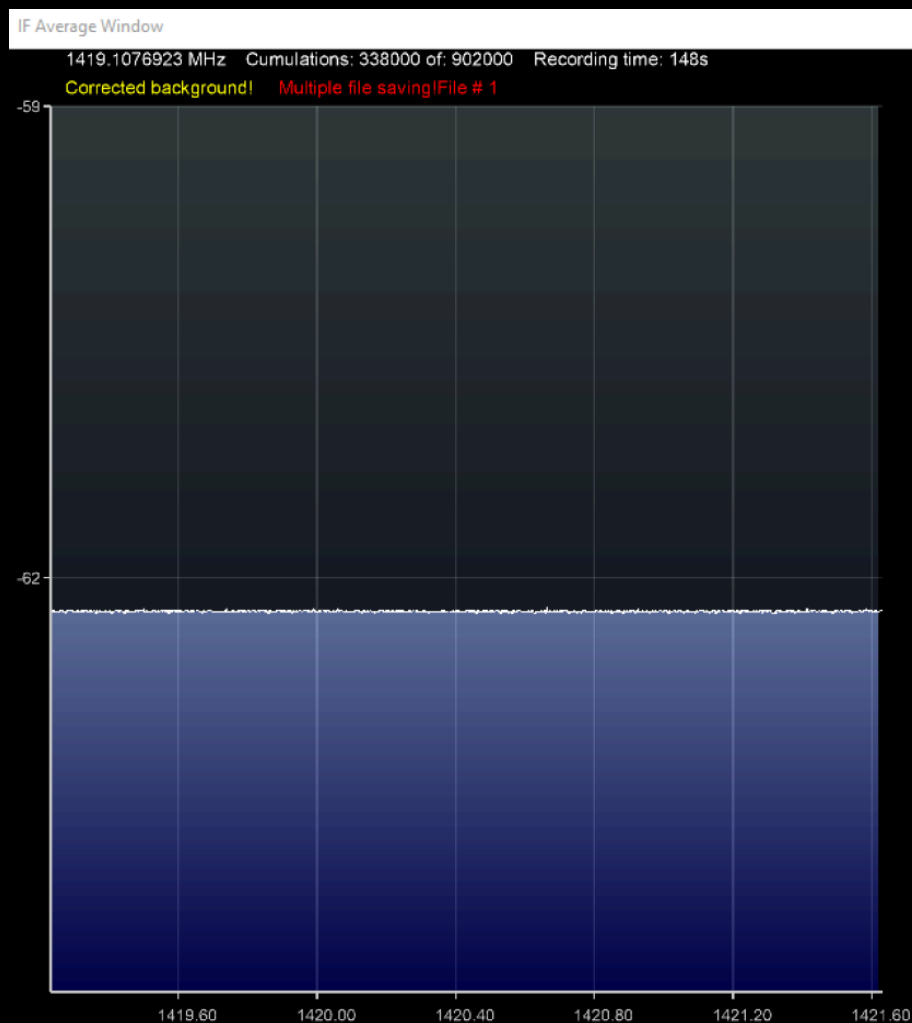 IF Average Window
1419.1076923 MHz Cumulations: 338000 of: 902000 Recording time: 148s
Corrected background! Multiple file saving!File # 1
-59
-62
1419.60 1420.00 1420.40 1420.80 1421.20 1421.60